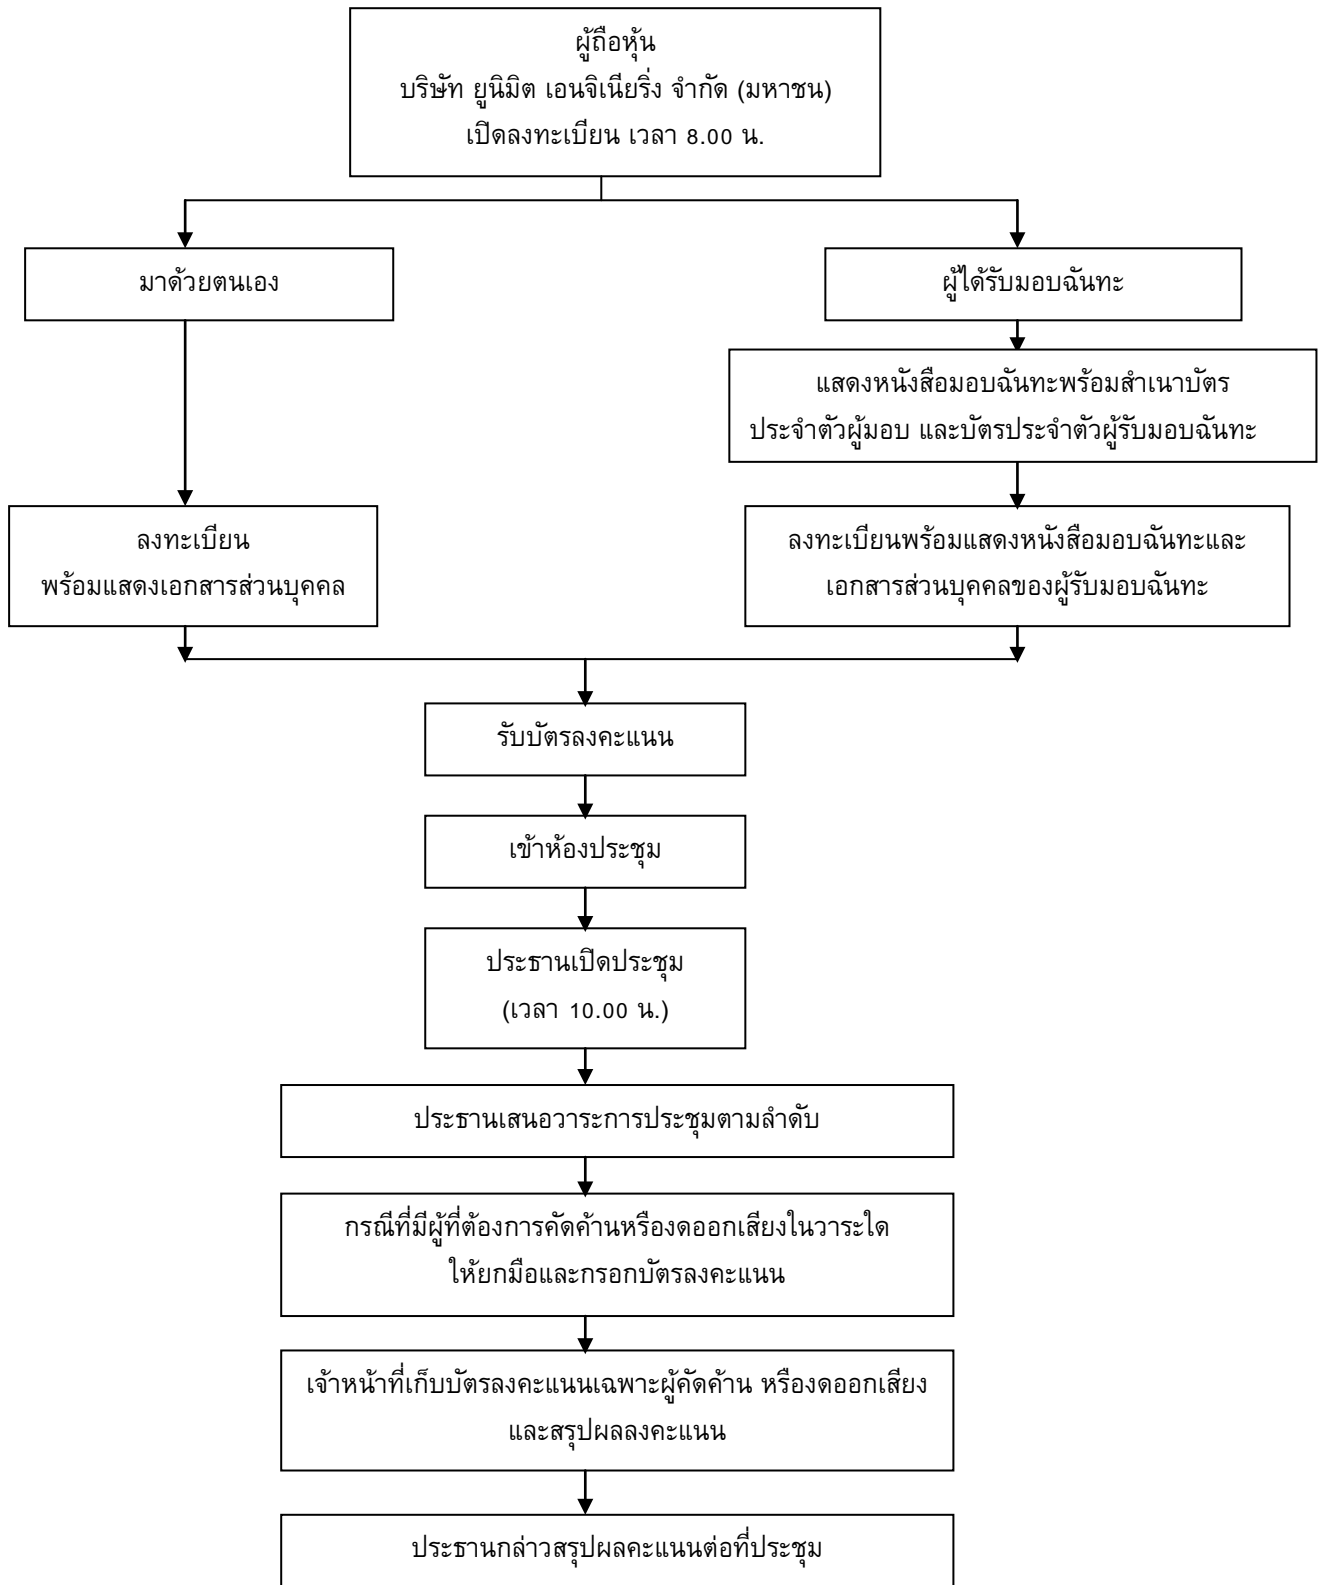 ผู้ถือหุ้น
บริษัท ยูนิมิต เอนจิเนียริ่ง จำกัด (มหาชน)
เปิดลงทะเบียน เวลา 8.00 น.
มาด้วยตนเอง
ผู้ได้รับมอบฉันทะ
แสดงหนังสือมอบฉันทะพร้อมสำเนาบัตร
ประจำตัวผู้มอบ และบัตรประจำตัวผู้รับมอบฉันทะ
ลงทะเบียน
พร้อมแสดงเอกสารส่วนบุคคล
ลงทะเบียนพร้อมแสดงหนังสือมอบฉันทะและ
เอกสารส่วนบุคคลของผู้รับมอบฉันทะ
รับบัตรลงคะแนน
เข้าห้องประชุม
ประธานเปิดประชุม
(เวลา 10.00 น.)
ประธานเสนอวาระการประชุมตามลำดับ
กรณีที่มีผู้ที่ต้องการคัดค้านหรืองดออกเสียงในวาระใด
ให้ยกมือและกรอกบัตรลงคะแนน
เจ้าหน้าที่เก็บบัตรลงคะแนนเฉพาะผู้คัดค้าน หรืองดออกเสียง
และสรุปผลลงคะแนน
ประธานกล่าวสรุปผลคะแนนต่อที่ประชุม